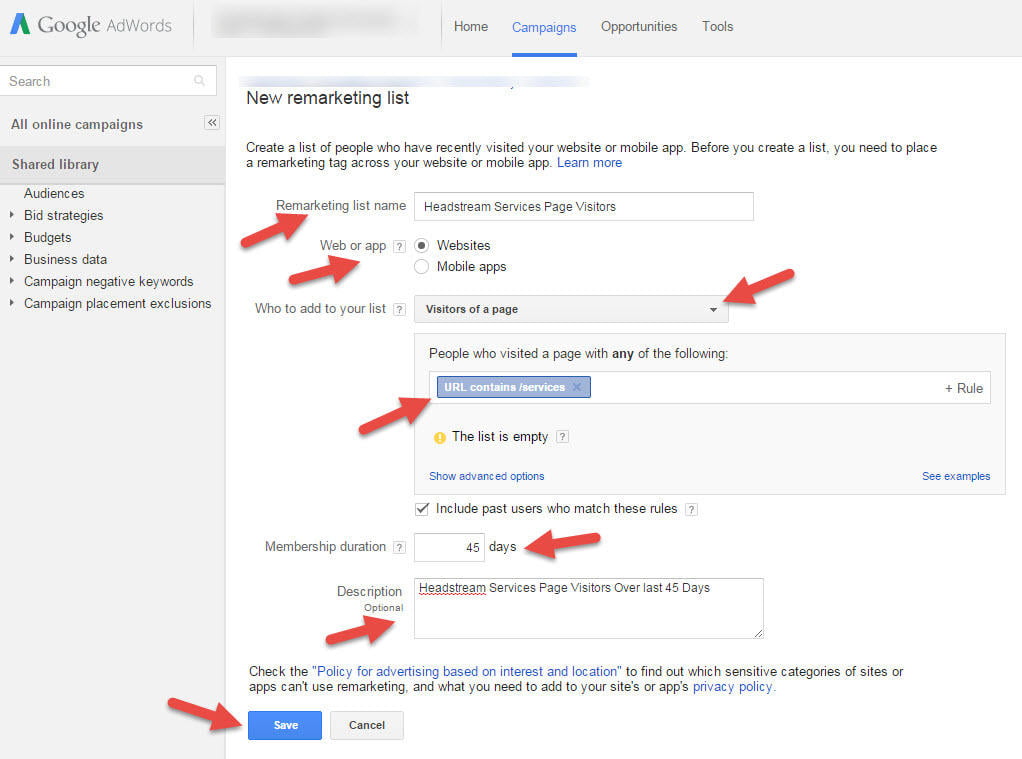 Google AdWords
Home Campaigns Opportunities Tools
Search
All online campaigns «
Shared library
Audiences
Bid strategies
Budgets
Business data
Campaign negative keywords
Campaign placement exclusions
New remarketing list
Create a list of people who have recently visited your website or mobile app. Before you create a list, you need to place
a remarketing tag across your website or mobile app. Learn more
Remarketing list name Headstream Services Page Visitors
Web or app ? Websites
Mobile apps
Who to add to your list ? Visitors of a page
People who visited a page with any of the following:
URL contains /services × + Rule
! The list is empty ?
Show advanced options See examples
Include past users who match these rules ?
Membership duration ? 45 days
Description Headstream Services Page Visitors Over last 45 Days
Optional
Check the "Policy for advertising based on interest and location" to find out which sensitive categories of sites or
apps can't use remarketing, and what you need to add to your site's or app's privacy policy.
Save Cancel